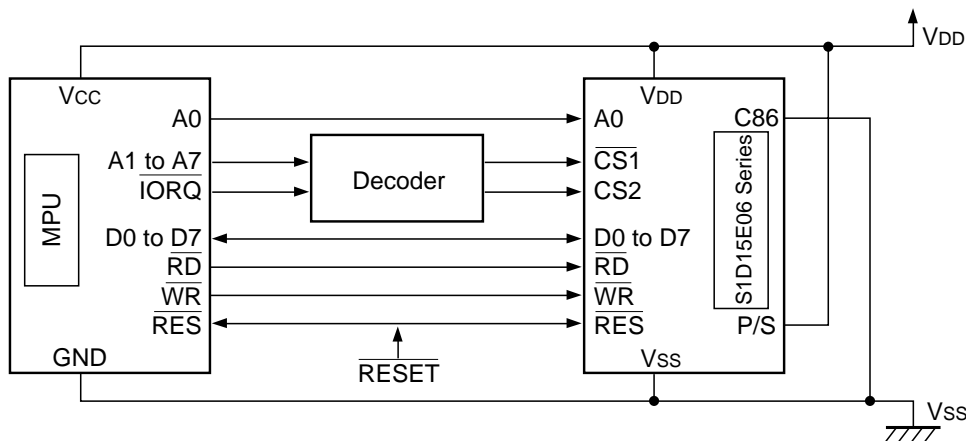 VDD
VCC
VDD
A0
A0
C86
A1 to A7
Decoder
CS1
IORQ
CS2
MPU
S1D15E06 Series
D0 to D7
D0 to D7
RD
RD
WR
WR
RES
RES
P/S
GND
RESET
VSS
VSS